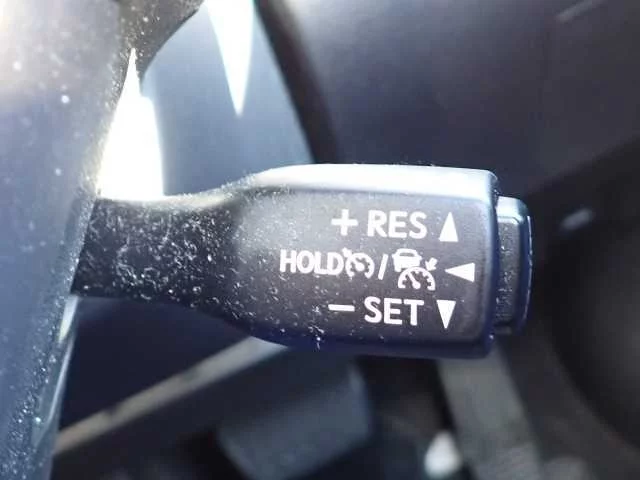 + RES ▲
HOLD / ◀
− SET ▼